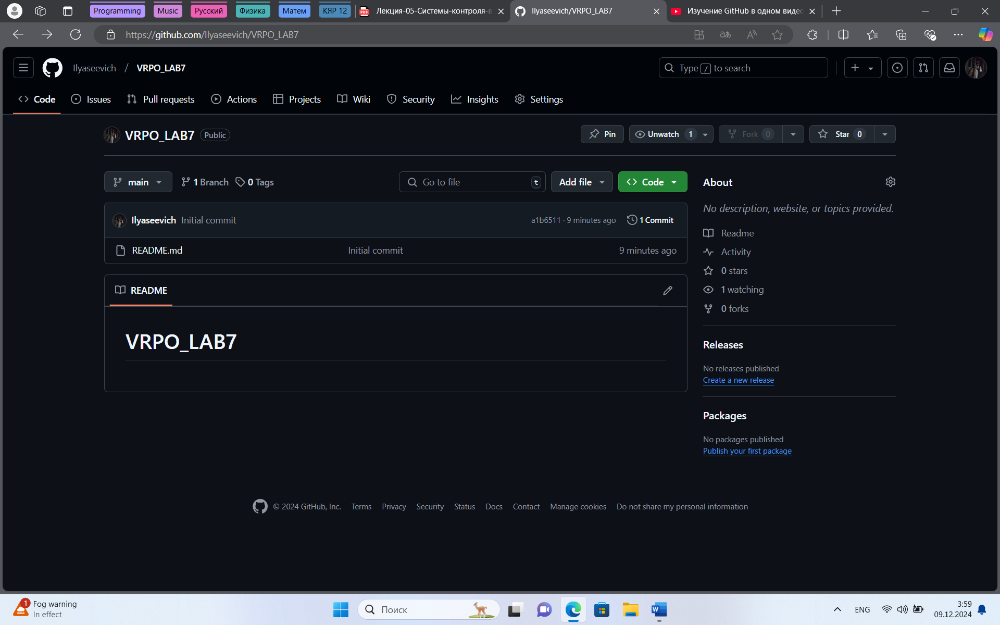 Programming Music Русский Физика Матем КЯР 12 Лекция-05-Системы-контроля-в Ilyaseevich/VRPO_LAB7 Изучение GitHub в одном видео
https://github.com/Ilyaseevich/VRPO_LAB7
Ilyaseevich / VRPO_LAB7 Type / to search
Code Issues Pull requests Actions Projects Wiki Security Insights Settings
VRPO_LAB7 Public Pin Unwatch 1 Fork 0 Star 0
main 1 Branch 0 Tags Go to file t Add file Code
Ilyaseevich Initial commit a1b6511 · 9 minutes ago 1 Commit
README.md Initial commit 9 minutes ago
README
VRPO_LAB7
About
No description, website, or topics provided.
Readme
Activity
0 stars
1 watching
0 forks
Releases
No releases published
Create a new release
Packages
No packages published
Publish your first package
© 2024 GitHub, Inc. Terms Privacy Security Status Docs Contact Manage cookies Do not share my personal information
1 Fog warning
In effect
Поиск
ENG
3:59
09.12.2024